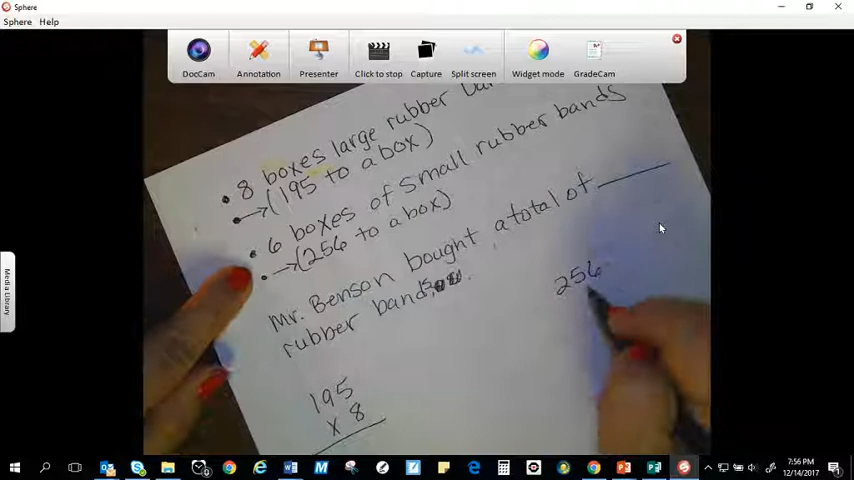 Sphere
Sphere Help
DocCam
Annotation
Presenter
Click to stop
Capture
Split screen
Widget mode
GradeCam
Media Library
• 8 boxes large rubber
• →(195 to a box)
• 6 boxes of small rubber bands
• →(256 to a box)
Mr. Benson bought a total of ______
rubber bands.
195
x 8
256
7:56 PM
12/14/2017